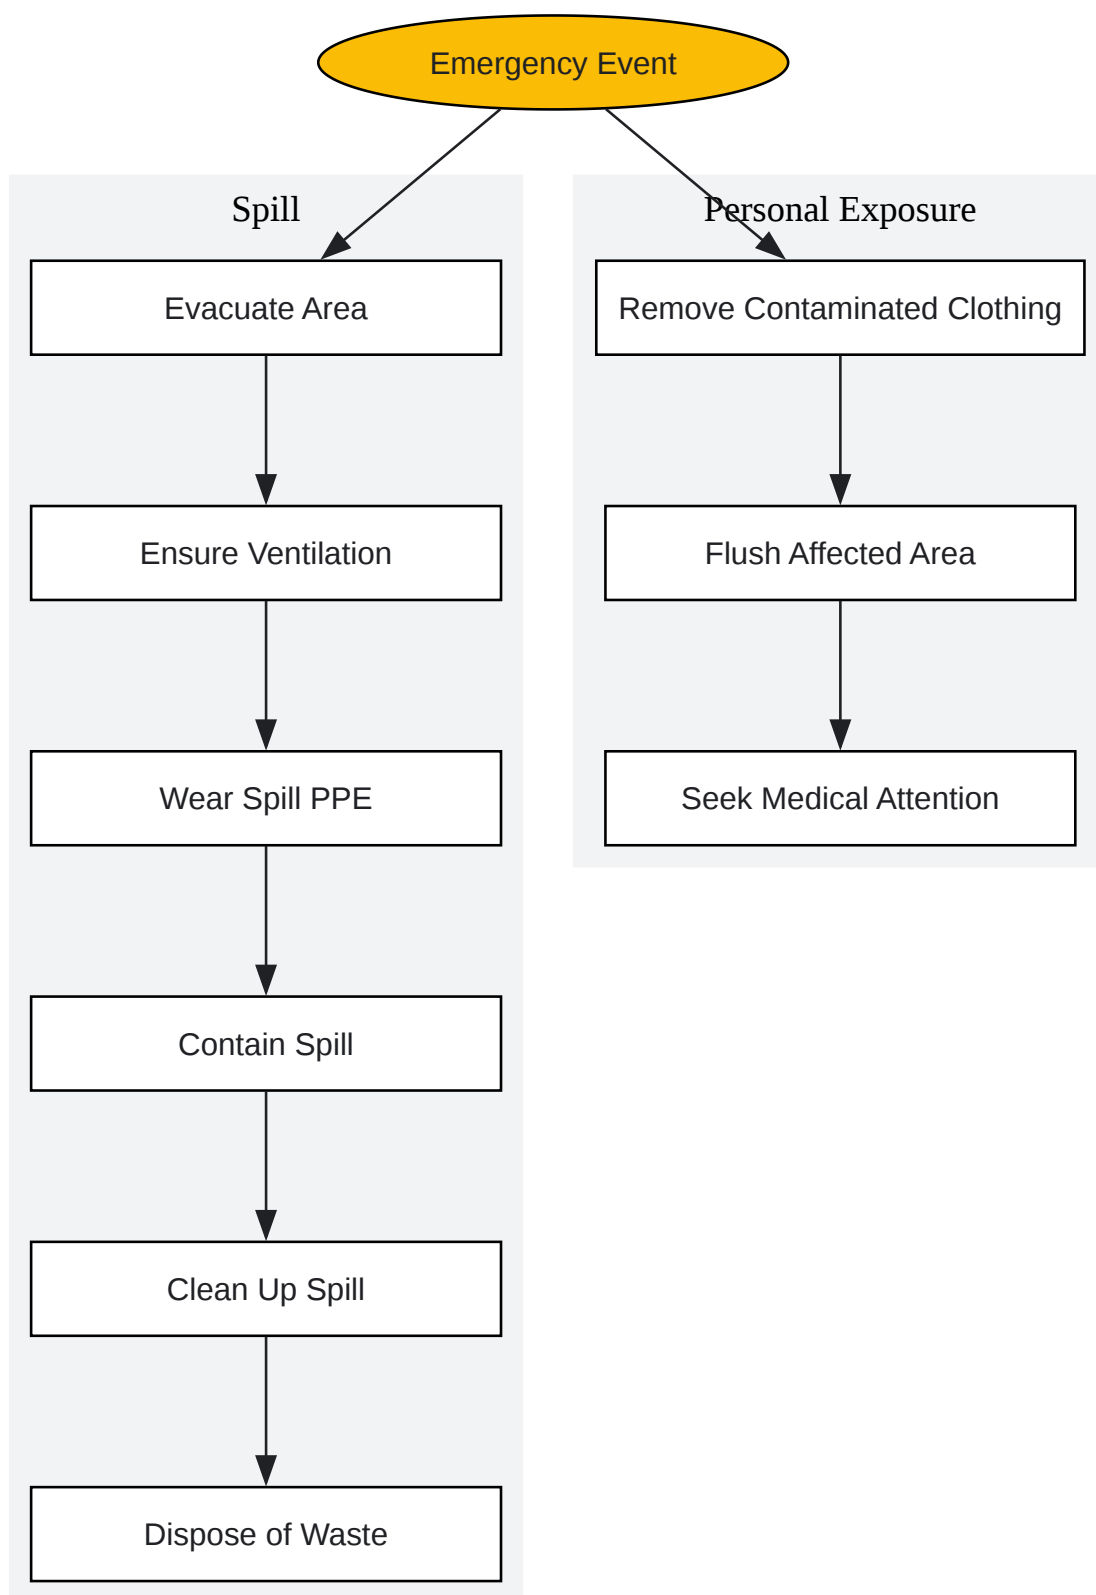 Emergency Event
Spill
Evacuate Area
Ensure Ventilation
Wear Spill PPE
Contain Spill
Clean Up Spill
Dispose of Waste
Personal Exposure
Remove Contaminated Clothing
Flush Affected Area
Seek Medical Attention